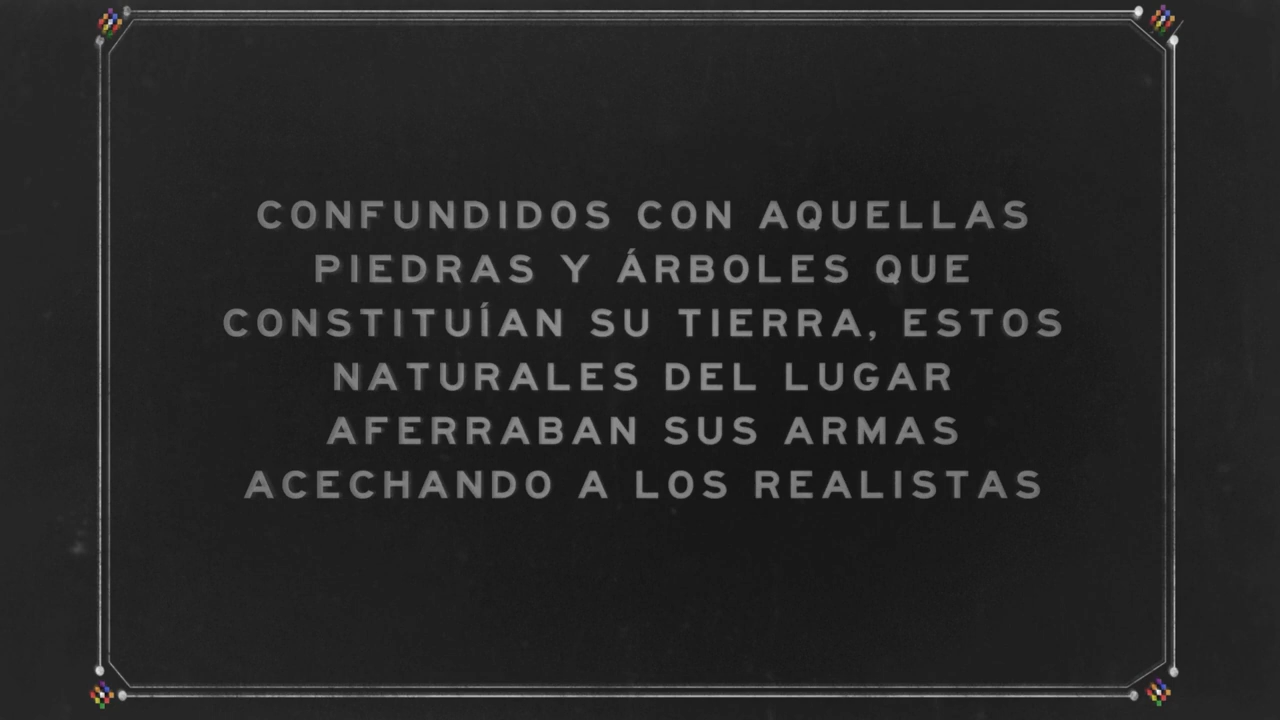 CONFUNDIDOS CON AQUELLAS
PIEDRAS Y ÁRBOLES QUE
CONSTITUÍAN SU TIERRA, ESTOS
NATURALES DEL LUGAR
AFERRABAN SUS ARMAS
ACECHANDO A LOS REALISTAS